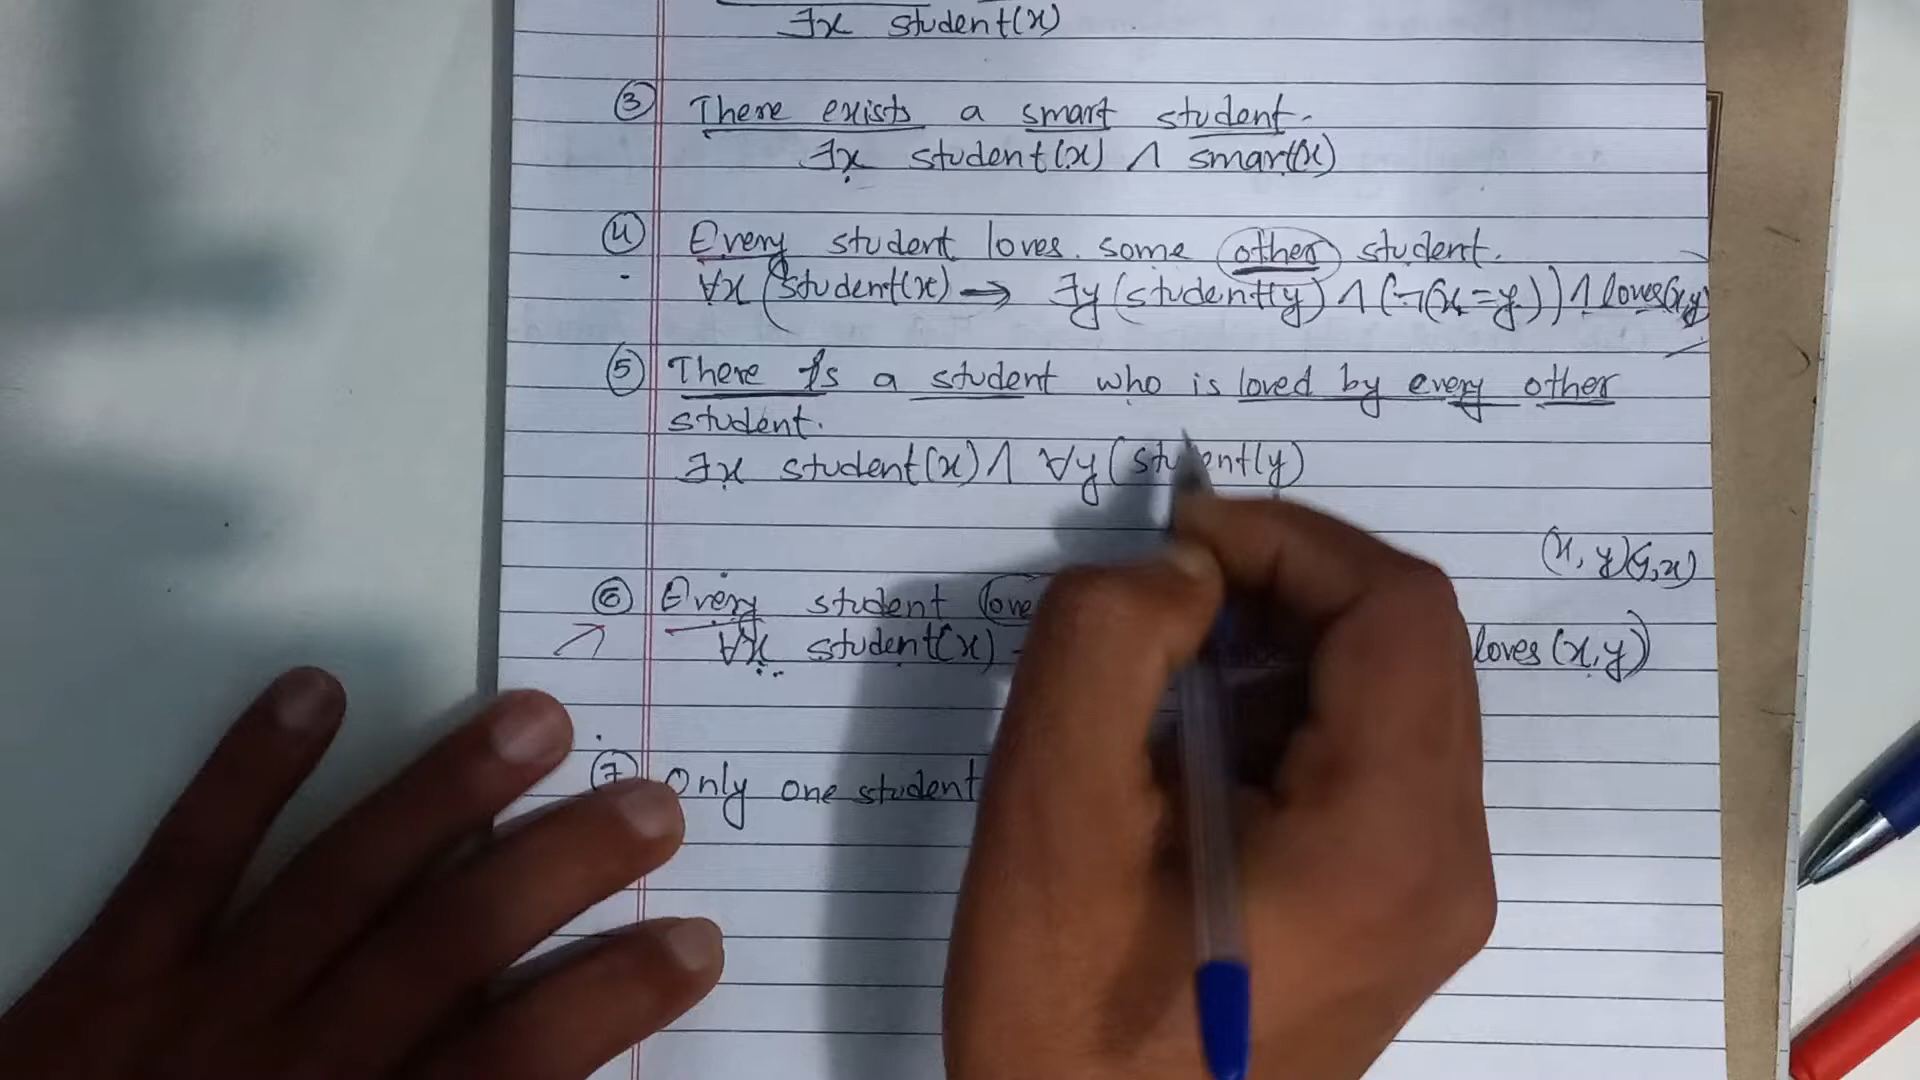 ∃x student(x)
③ There exists a smart student.
∃x student(x) ∧ smart(x)
④ Every student loves some other student.
∀x (student(x) → ∃y (student(y) ∧ (¬(x=y))) ∧ loves(x,y)
⑤ There Is a student who is loved by every other
student.
∃x student(x) ∧ ∀y (student(y)
(x, y)(y,x)
⑥ Every student
∀x student(x) loves (x,y))
⑦ Only one student